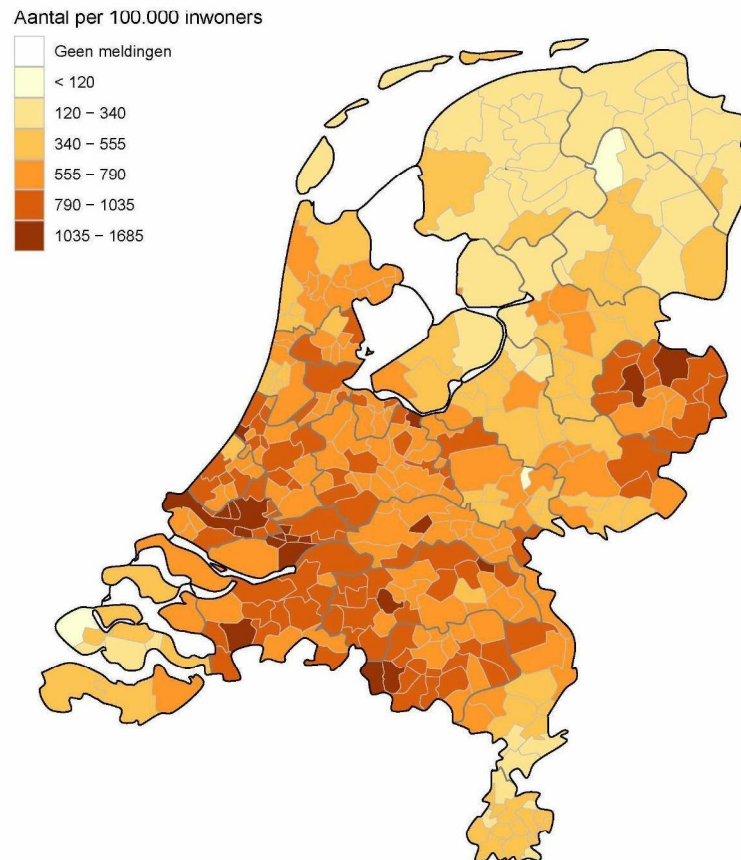 Aantal per 100.000 inwoners
Geen meldingen
< 120
120 – 340
340 – 555
555 – 790
790 – 1035
1035 – 1685